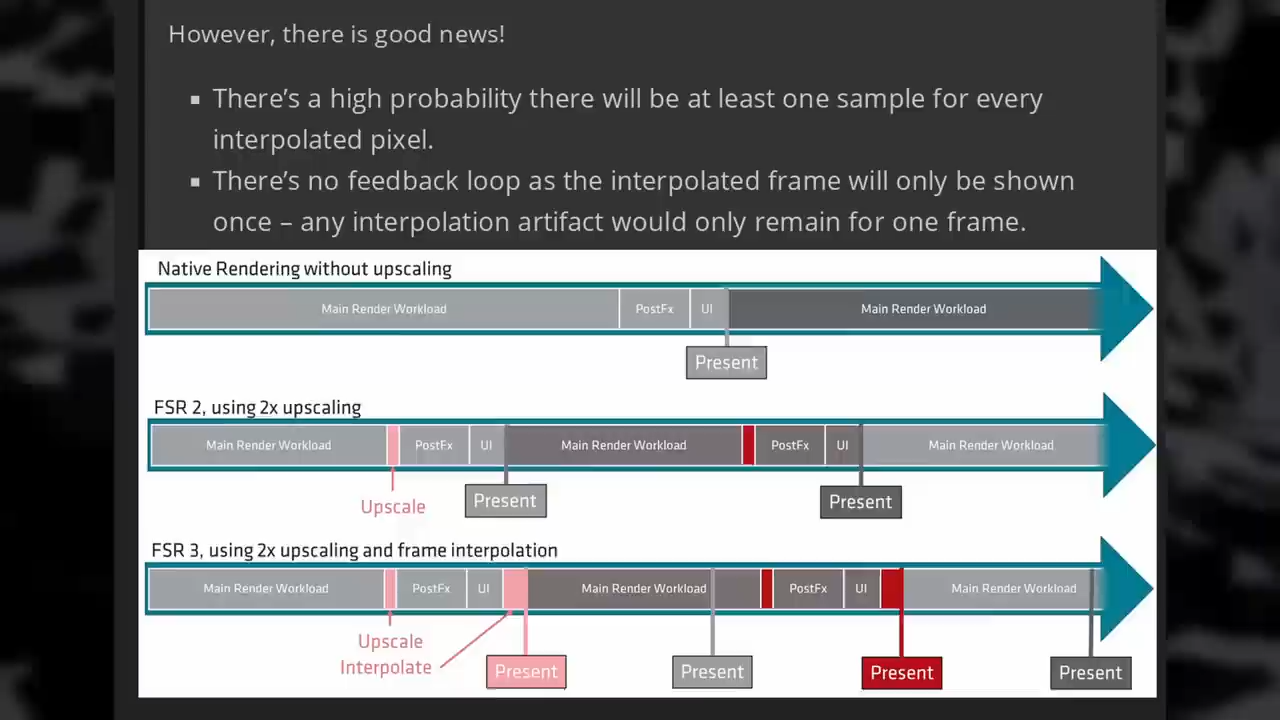 However, there is good news!
▪ There's a high probability there will be at least one sample for every
interpolated pixel.
▪ There's no feedback loop as the interpolated frame will only be shown
once – any interpolation artifact would only remain for one frame.
Native Rendering without upscaling
Main Render Workload PostFx UI Main Render Workload
Present
FSR 2, using 2x upscaling
Main Render Workload PostFx UI Main Render Workload PostFx UI Main Render Workload
Upscale Present Present
FSR 3, using 2x upscaling and frame interpolation
Main Render Workload PostFx UI Main Render Workload PostFx UI Main Render Workload
Upscale
Interpolate Present Present Present Present